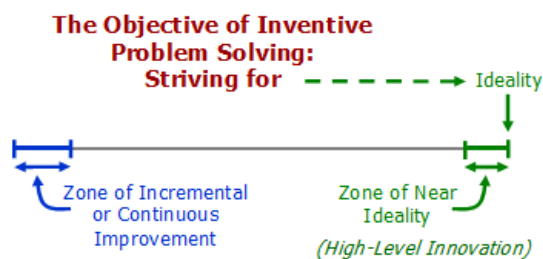 The Objective of Inventive
Problem Solving:
Striving for
Ideality
Zone of Incremental
or Continuous
Improvement
Zone of Near
Ideality
(High-Level Innovation)